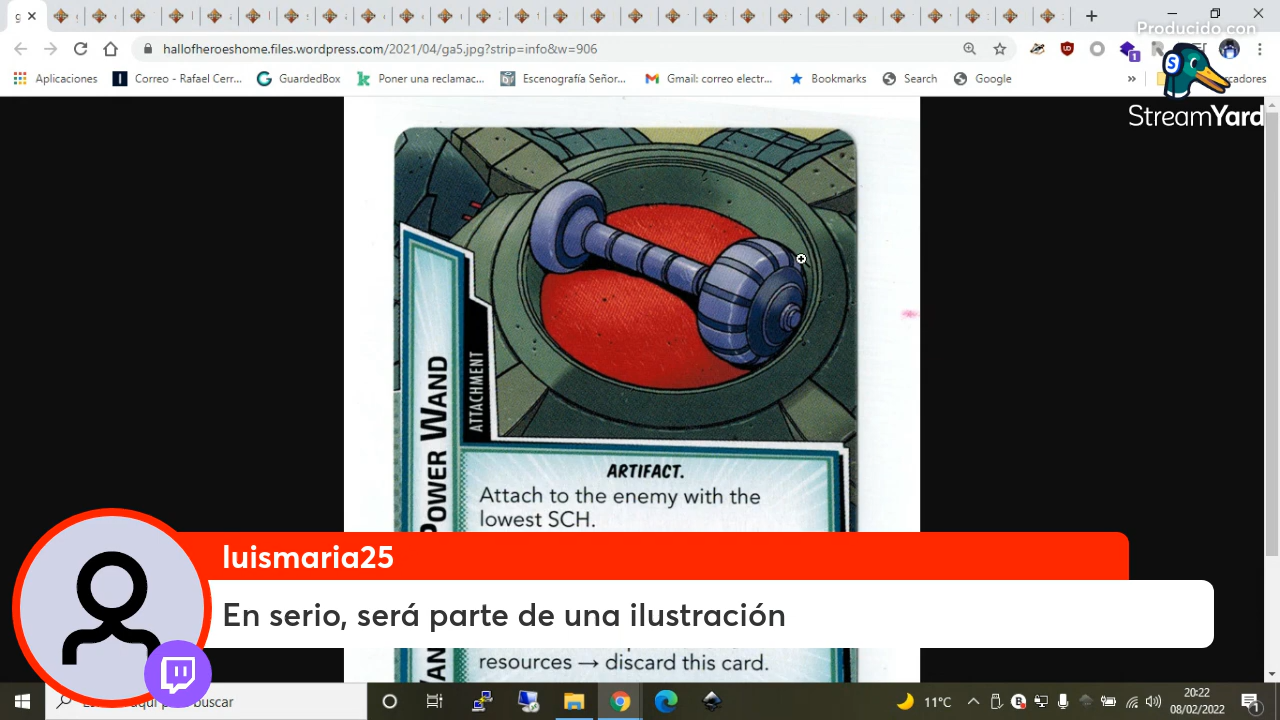 g
Producido con
StreamYard
hallofheroeshome.files.wordpress.com/2021/04/ga5.jpg?strip=info&w=906
1
Aplicaciones
Correo - Rafael Cerr...
GuardedBox
Poner una reclamac...
Escenografía Señor...
Gmail: correo electr...
Bookmarks
Search
Google
»
POWER WAND
ATTACHMENT
ARTIFACT.
Attach to the enemy with the
lowest SCH.
luismaria25
En serio, será parte de una ilustración
resources → discard this card.
buscar
11°C
20:22
08/02/2022
1